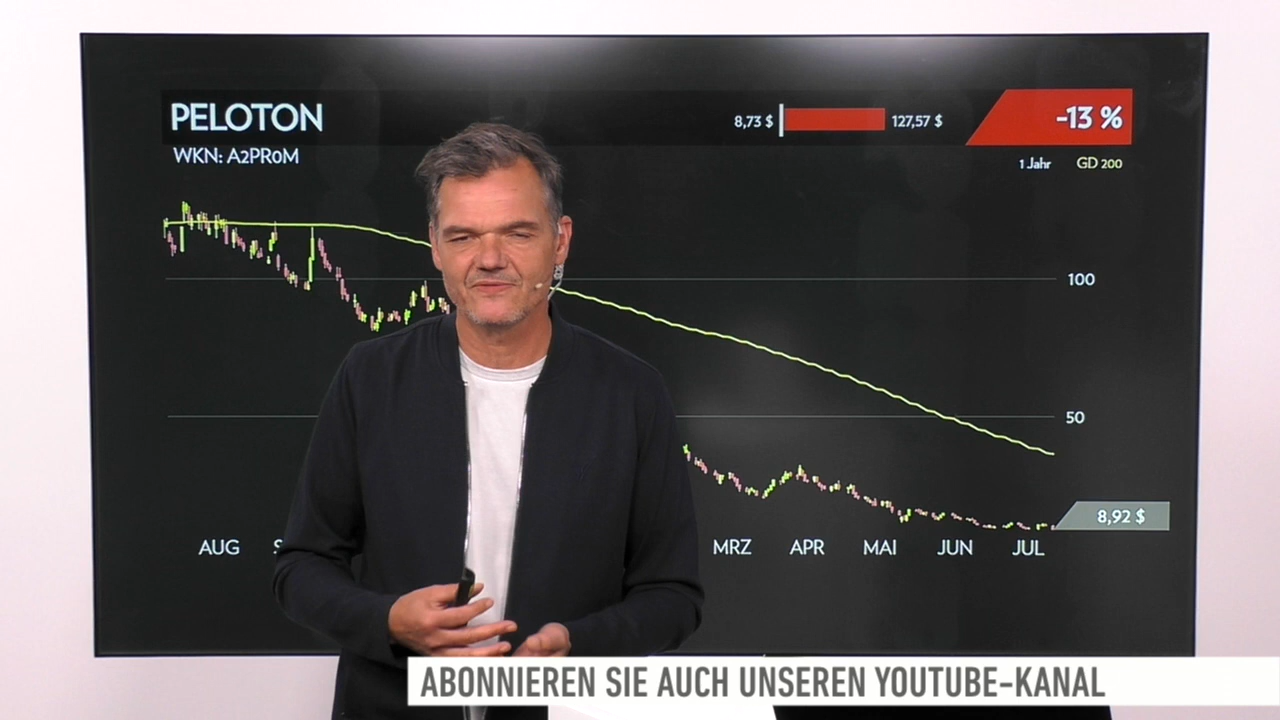 PELOTON
8,73 $ 127,57 $
-13 %
WKN: A2PR0M
1 Jahr GD 200
100
50
8,92 $
AUG MRZ APR MAI JUN JUL
ABONNIEREN SIE AUCH UNSEREN YOUTUBE-KANAL